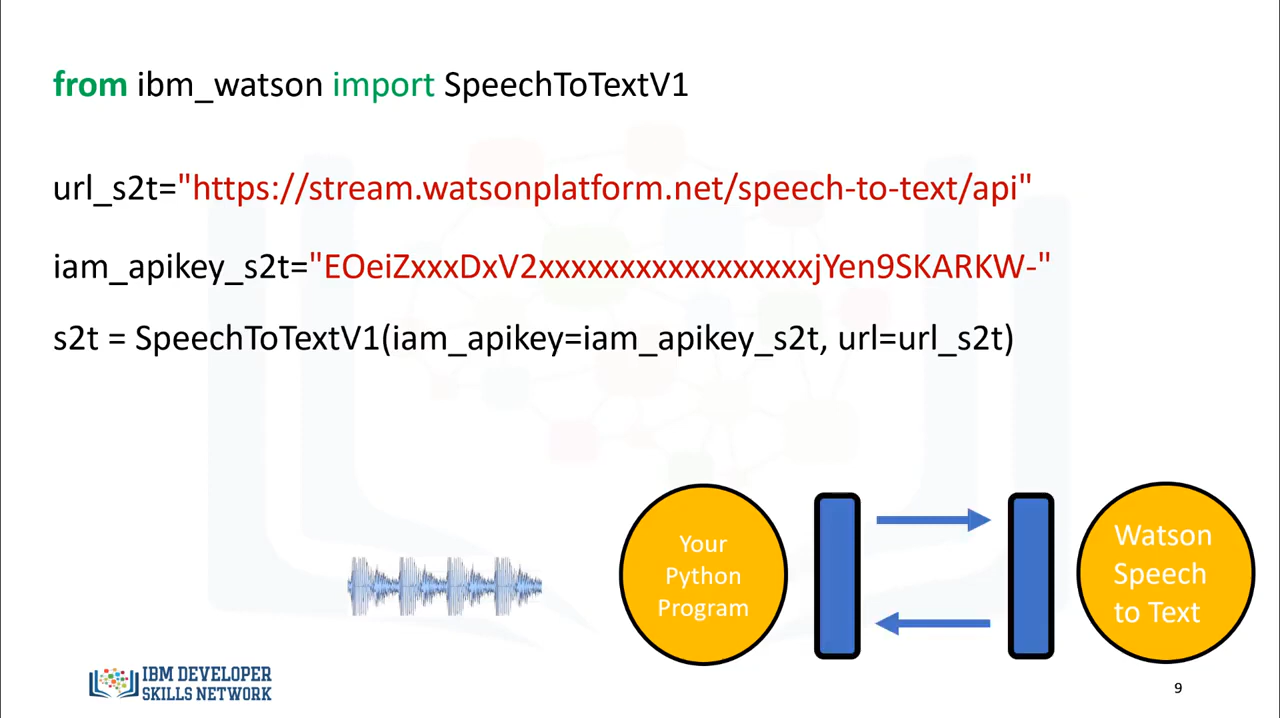 from ibm_watson import SpeechToTextV1
url_s2t="https://stream.watsonplatform.net/speech-to-text/api"
iam_apikey_s2t="EOeiZxxxDxV2xxxxxxxxxxxxxxxxxjYen9SKARKW-"
s2t = SpeechToTextV1(iam_apikey=iam_apikey_s2t, url=url_s2t)
Your
Python
Program
Watson
Speech
to Text
IBM DEVELOPER
SKILLS NETWORK
9